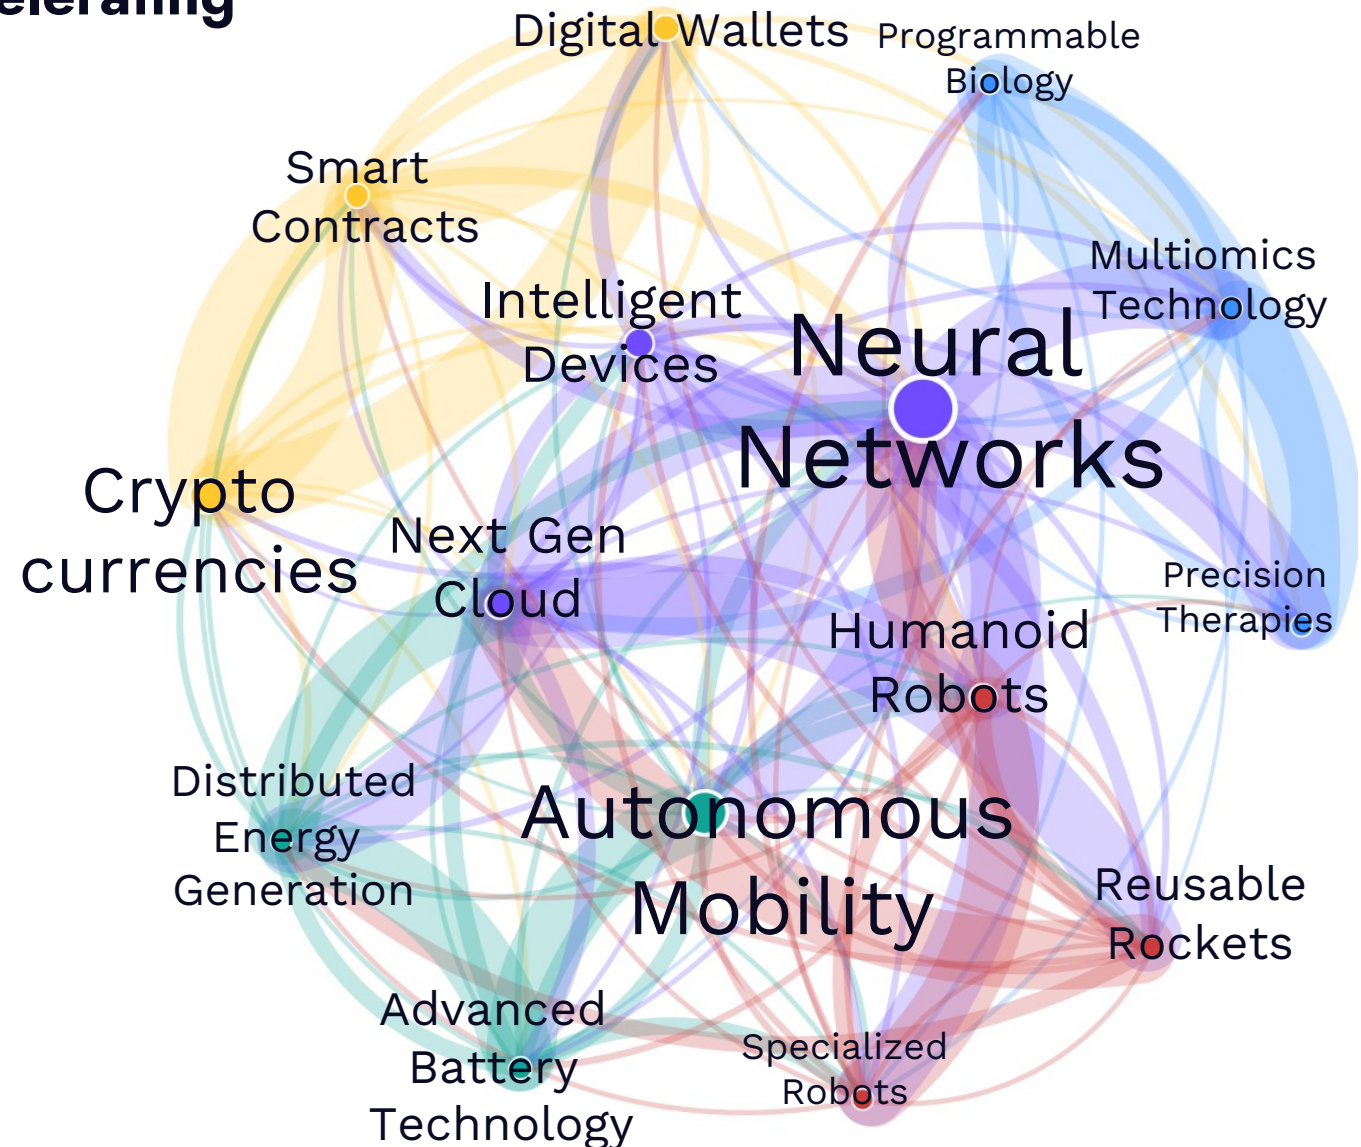 Digital Wallets
Programmable
Biology
Smart
Contracts
Multiomics
Technology
Intelligent
Devices
Neural
Networks
Crypto
currencies
Next Gen
Cloud
Precision
Therapies
Humanoid
Robots
Distributed
Energy
Generation
Autonomous
Mobility
Reusable
Rockets
Advanced
Battery
Technology
Specialized
Robots